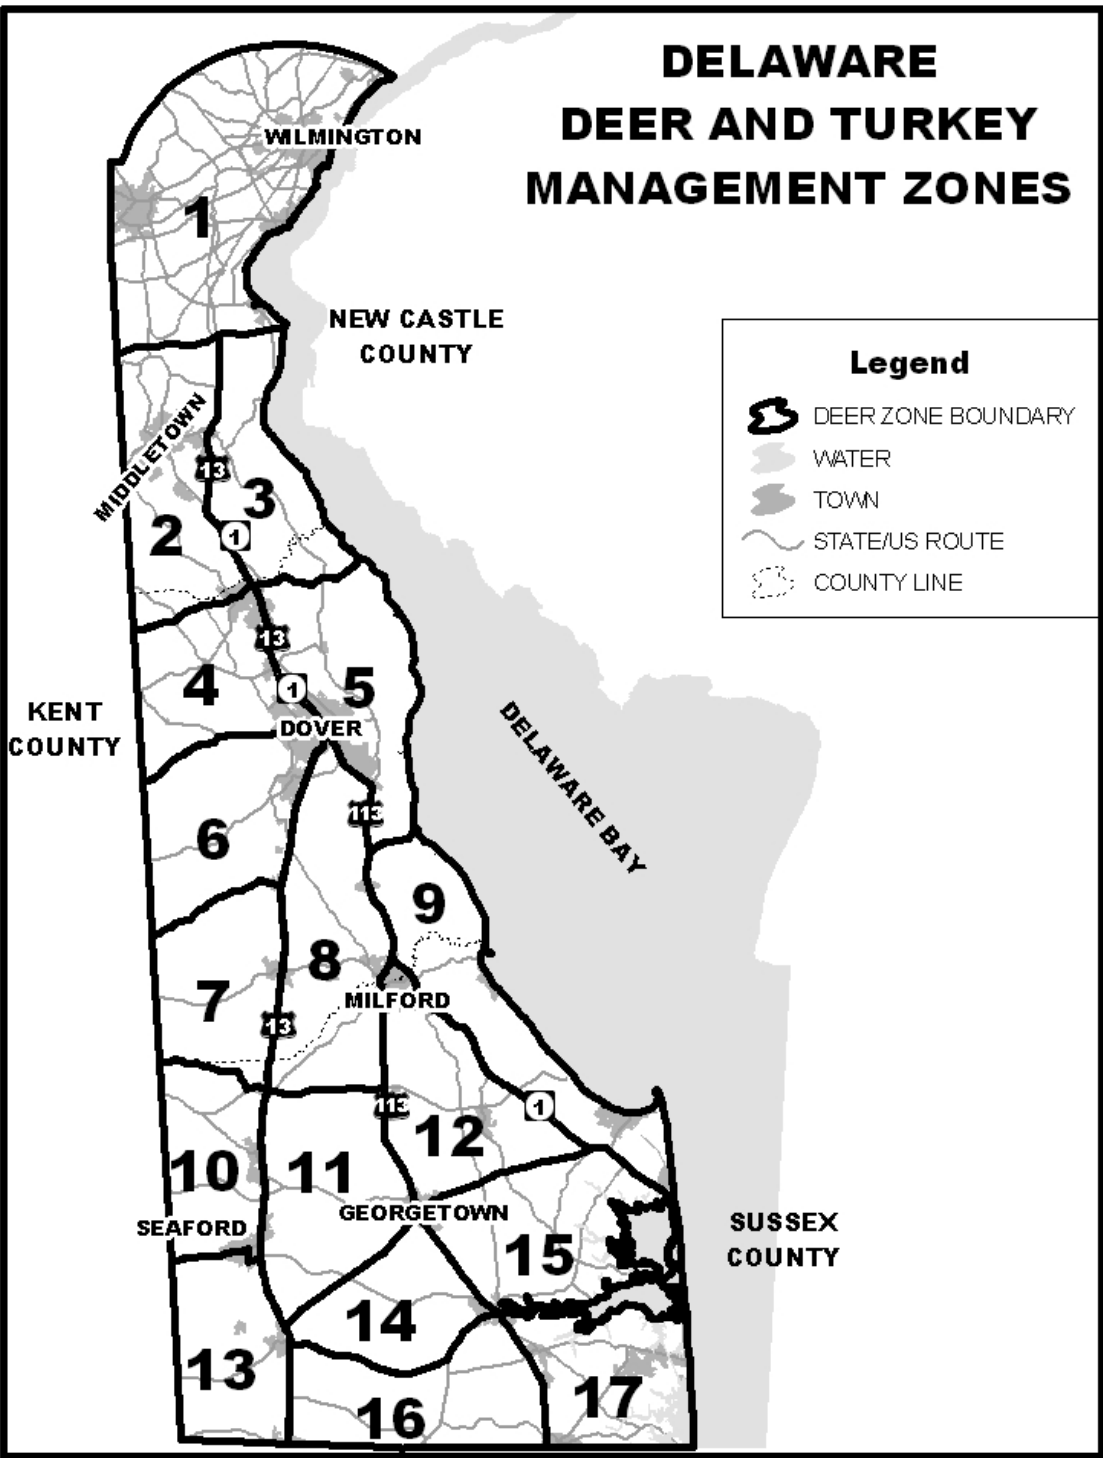 DELAWARE
DEER AND TURKEY
MANAGEMENT ZONES
WILMINGTON
1
NEW CASTLE
COUNTY
Legend
DEER ZONE BOUNDARY
WATER
TOWN
STATE/US ROUTE
COUNTY LINE
MIDDLETOWN
13
3
2
1
13
4
1
5
KENT
COUNTY
DOVER
DELAWARE BAY
113
6
9
8
7
MILFORD
13
113
1
12
10
11
SEAFORD
GEORGETOWN
SUSSEX
COUNTY
15
14
13
17
16